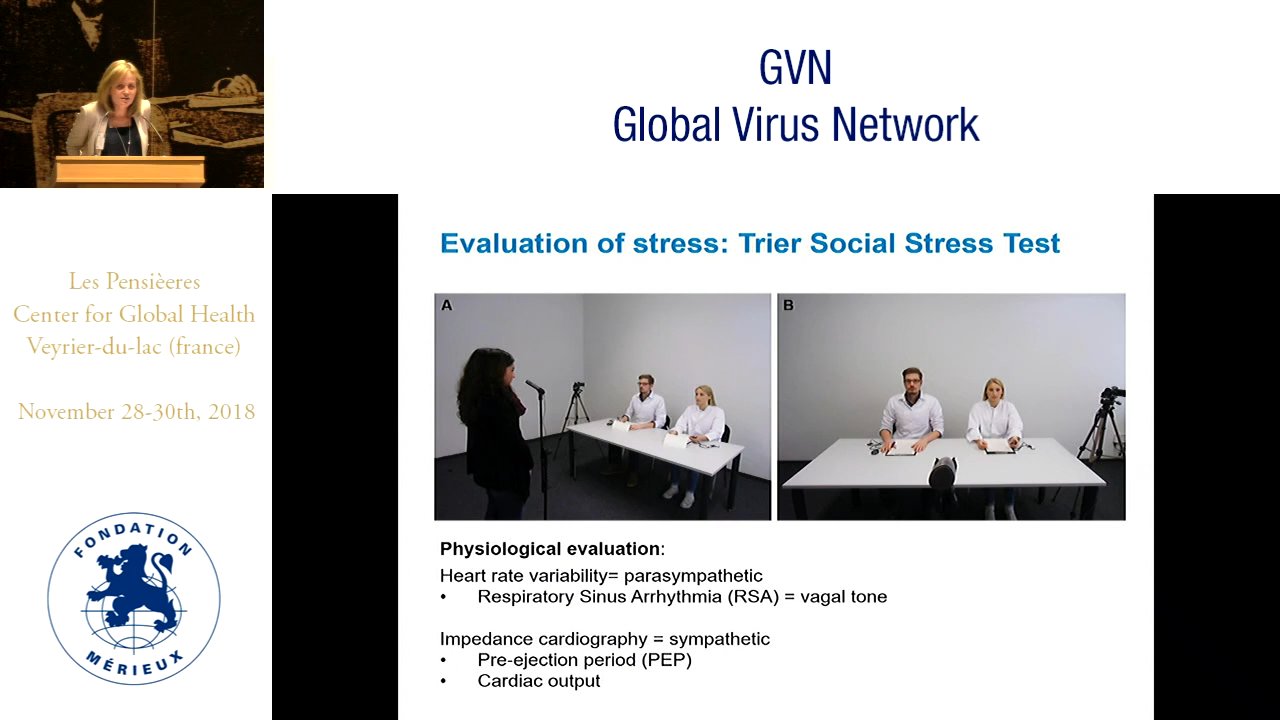 GVN
Global Virus Network
Les Pensièeres
Center for Global Health
Veyrier-du-lac (france)
November 28-30th, 2018
FONDATION
MÉRIEUX
Evaluation of stress: Trier Social Stress Test
A
B
Physiological evaluation:
Heart rate variability= parasympathetic
• Respiratory Sinus Arrhythmia (RSA) = vagal tone
Impedance cardiography = sympathetic
• Pre-ejection period (PEP)
• Cardiac output